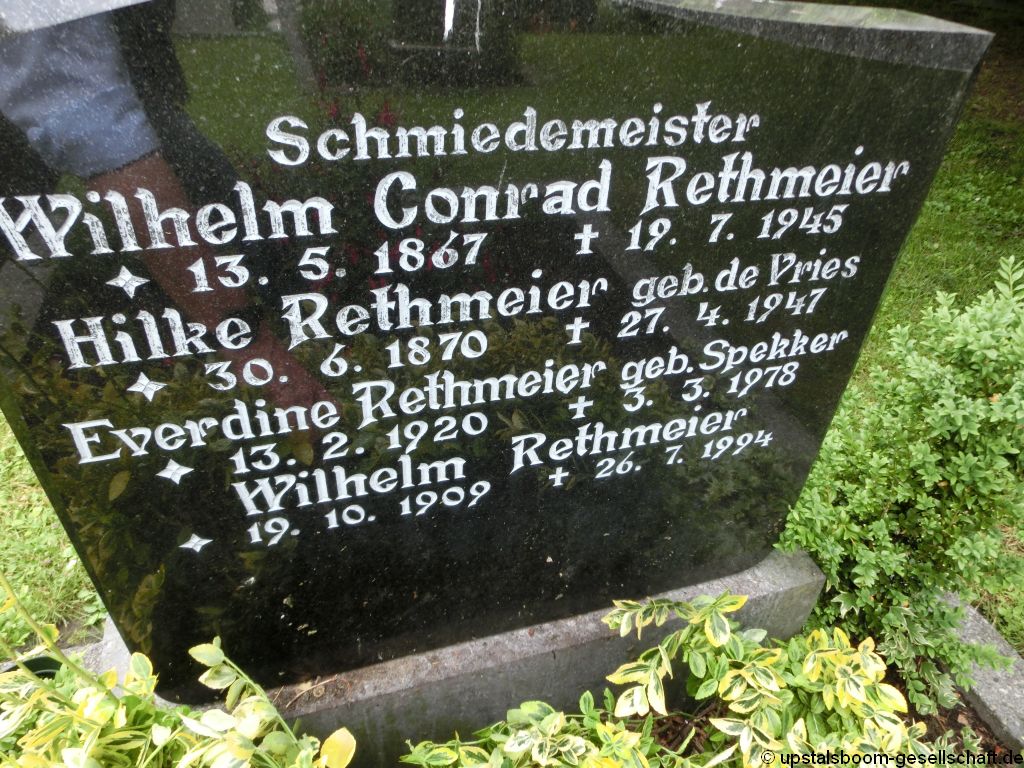 Schmiedemeister
Wilhelm Conrad Rethmeier
13. 5. 1867 † 19. 7. 1945
Hilke Rethmeier geb. de Vries
30. 6. 1870 † 27. 4. 1947
Everdine Rethmeier geb. Spekker
13. 2. 1920 † 3. 3. 1978
Wilhelm Rethmeier
19. 10. 1909 † 26. 7. 1994
© upstalsboom-gesellschaft.de